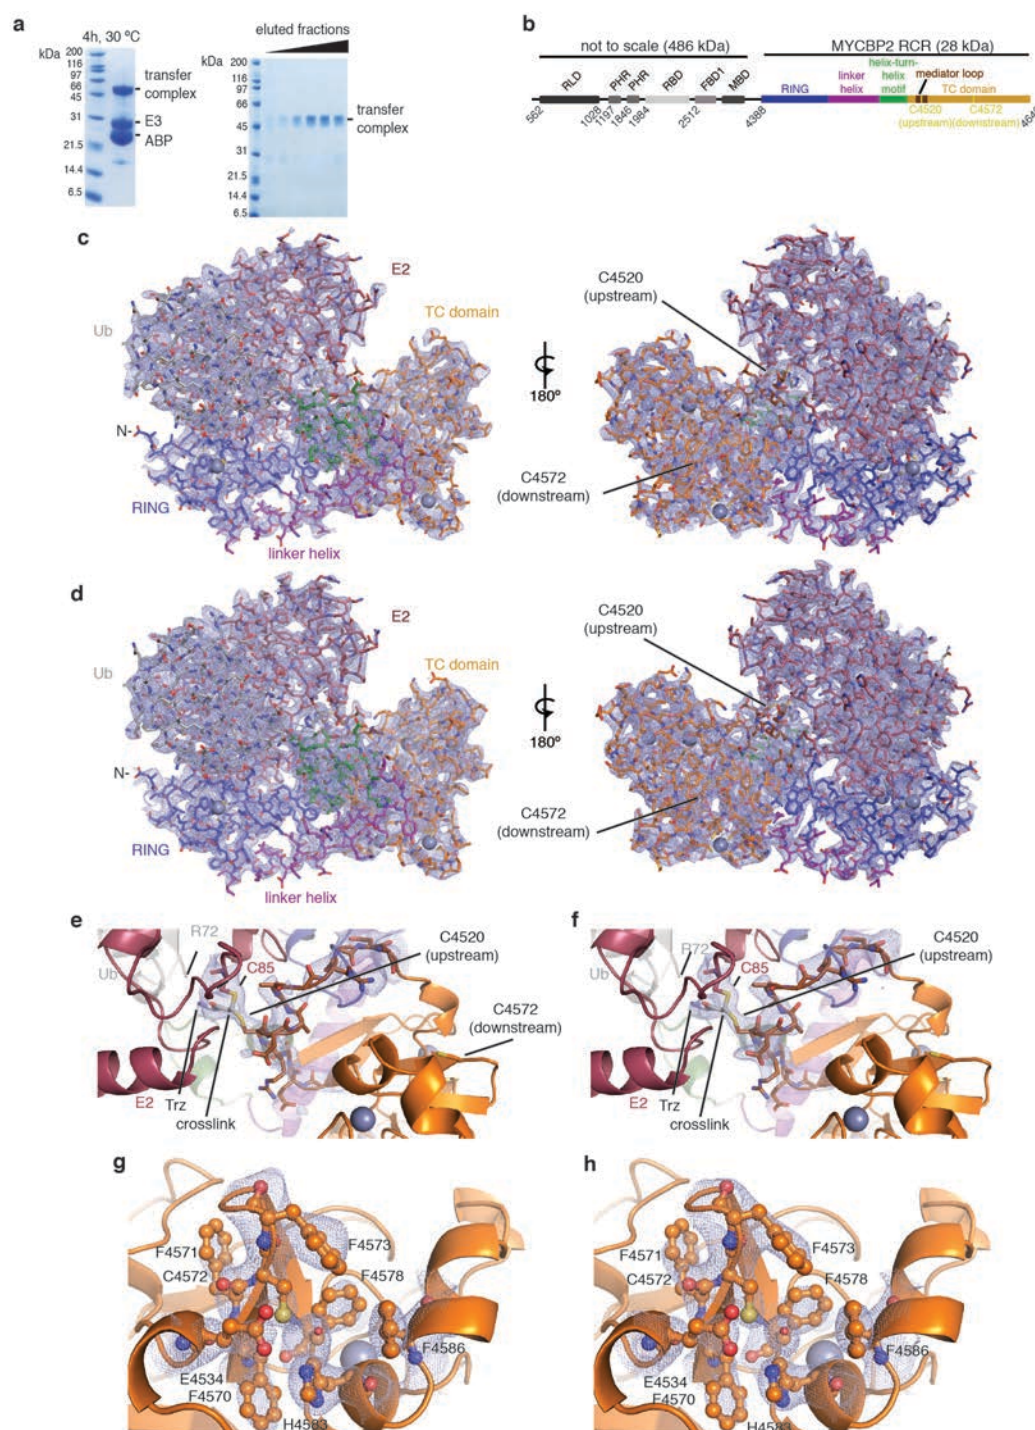 a
4h, 30 ºC
kDa
200
116
97
66
45
31
21.5
14.4
6.5
transfer
complex
E3
ABP
eluted fractions
kDa
200
116
97
66
45
31
21.5
14.4
6.5
transfer
complex
b
not to scale (486 kDa)
MYCBP2 RCR (28 kDa)
RLD
PHR
PHR
RBD
FBD1
MBD
RING
linker
helix
helix-turn-
helix
motif
mediator loop
TC domain
C4520
(upstream)
C4572
(downstream)
562
1028
1197
1846
1984
2512
4388
c
E2
Ub
TC domain
N-
RING
linker helix
180º
C4520
(upstream)
C4572
(downstream)
d
E2
Ub
TC domain
N-
RING
linker helix
180º
C4520
(upstream)
C4572
(downstream)
e
R72
Ub
C85
C4520
(upstream)
C4572
(downstream)
E2
Trz
crosslink
f
R72
Ub
C85
C4520
(upstream)
E2
Trz
crosslink
g
F4571
C4572
F4573
F4578
F4586
E4534
F4570
H4583
h
F4571
C4572
F4573
F4578
F4586
E4534
F4570
H4583